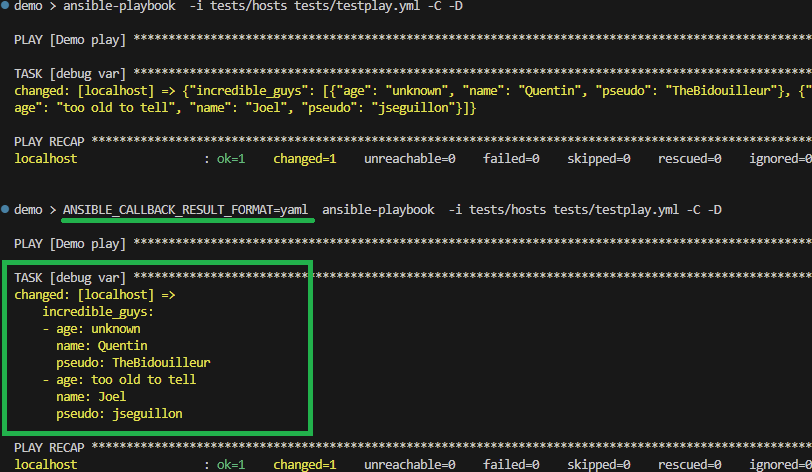 demo > ansible-playbook  -i tests/hosts tests/testplay.yml -C -D
PLAY [Demo play] *****************************************************************************************
TASK [debug var] *****************************************************************************************
changed: [localhost] => {"incredible_guys": [{"age": "unknown", "name": "Quentin", "pseudo": "TheBidouilleur"}, {"
age": "too old to tell", "name": "Joel", "pseudo": "jseguillon"}]}
PLAY RECAP ***********************************************************************************************
localhost                  : ok=1    changed=1    unreachable=0    failed=0    skipped=0    rescued=0    ignored=0
demo > ANSIBLE_CALLBACK_RESULT_FORMAT=yaml  ansible-playbook  -i tests/hosts tests/testplay.yml -C -D
PLAY [Demo play] *****************************************************************************************
TASK [debug var] *****************************************************************************************
changed: [localhost] =>
    incredible_guys:
    - age: unknown
      name: Quentin
      pseudo: TheBidouilleur
    - age: too old to tell
      name: Joel
      pseudo: jseguillon
PLAY RECAP ***********************************************************************************************
localhost                  : ok=1    changed=1    unreachable=0    failed=0    skipped=0    rescued=0    ignored=0